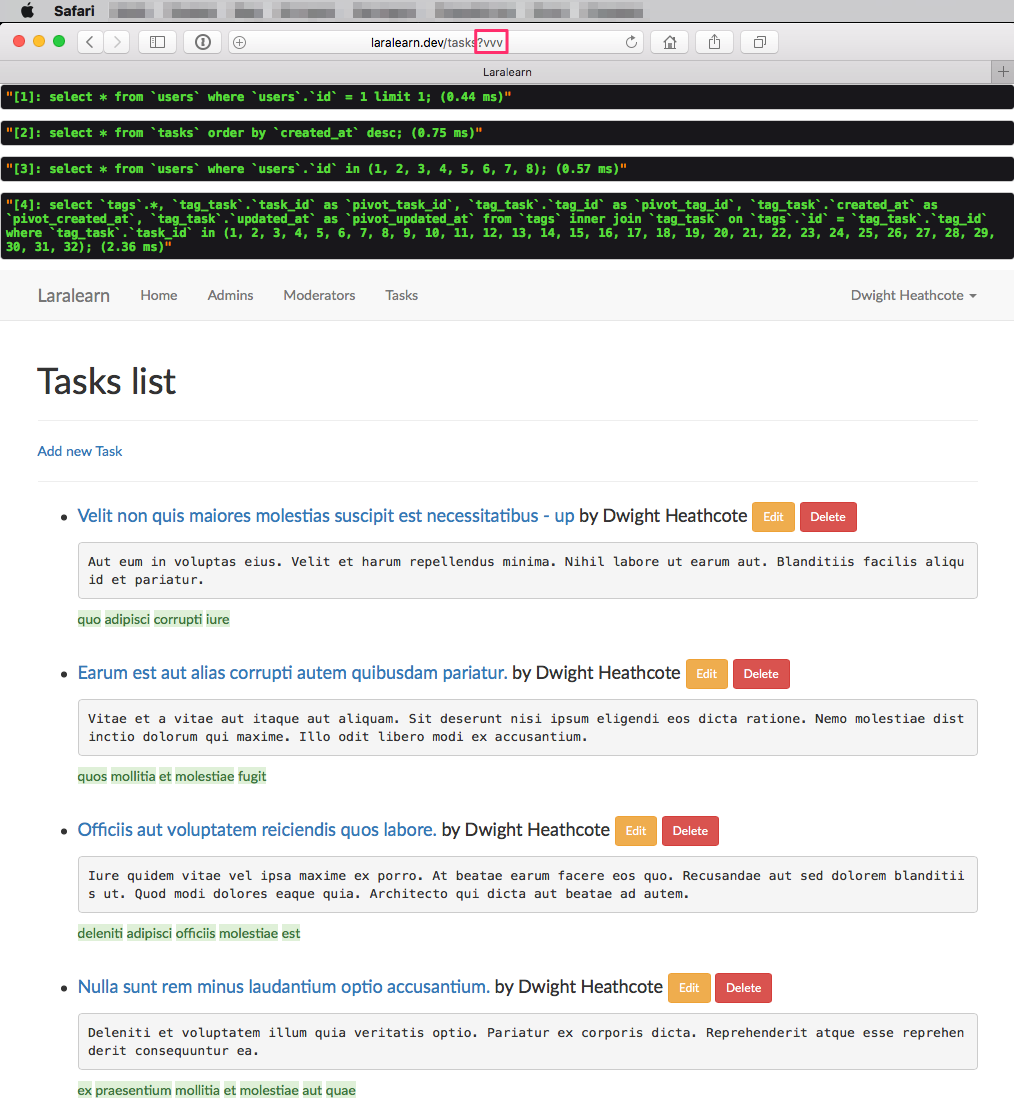 Safari
laralearn.dev/tasks?vvv
Laralearn
"[1]: select * from `users` where `users`.`id` = 1 limit 1; (0.44 ms)"
"[2]: select * from `tasks` order by `created_at` desc; (0.75 ms)"
"[3]: select * from `users` where `users`.`id` in (1, 2, 3, 4, 5, 6, 7, 8); (0.57 ms)"
"[4]: select `tags`.*, `tag_task`.`task_id` as `pivot_task_id`, `tag_task`.`tag_id` as `pivot_tag_id`, `tag_task`.`created_at` as
`pivot_created_at`, `tag_task`.`updated_at` as `pivot_updated_at` from `tags` inner join `tag_task` on `tags`.`id` = `tag_task`.`tag_id`
where `tag_task`.`task_id` in (1, 2, 3, 4, 5, 6, 7, 8, 9, 10, 11, 12, 13, 14, 15, 16, 17, 18, 19, 20, 21, 22, 23, 24, 25, 26, 27, 28, 29,
30, 31, 32); (2.36 ms)"
Laralearn Home Admins Moderators Tasks Dwight Heathcote
Tasks list
Add new Task
Velit non quis maiores molestias suscipit est necessitatibus - up by Dwight Heathcote Edit Delete
Aut eum in voluptas eius. Velit et harum repellendus minima. Nihil labore ut earum aut. Blanditiis facilis aliqu
id et pariatur.
quo adipisci corrupti iure
Earum est aut alias corrupti autem quibusdam pariatur. by Dwight Heathcote Edit Delete
Vitae et a vitae aut itaque aut aliquam. Sit deserunt nisi ipsum eligendi eos dicta ratione. Nemo molestiae dist
inctio dolorum qui maxime. Illo odit libero modi ex accusantium.
quos mollitia et molestiae fugit
Officiis aut voluptatem reiciendis quos labore. by Dwight Heathcote Edit Delete
Iure quidem vitae vel ipsa maxime ex porro. At beatae earum facere eos quo. Recusandae aut sed dolorem blanditii
s ut. Quod modi dolores eaque quia. Architecto qui dicta aut beatae ad autem.
deleniti adipisci officiis molestiae est
Nulla sunt rem minus laudantium optio accusantium. by Dwight Heathcote Edit Delete
Deleniti et voluptatem illum quia veritatis optio. Pariatur ex corporis dicta. Reprehenderit atque esse reprehen
derit consequuntur ea.
ex praesentium mollitia et molestiae aut quae